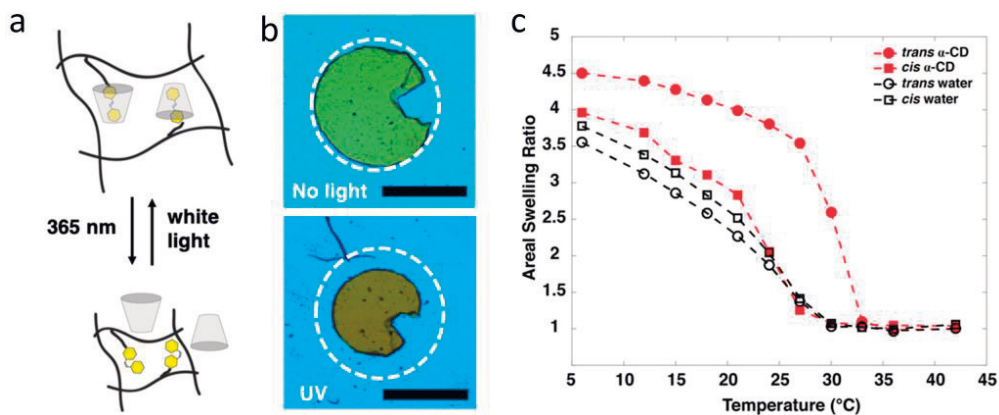 a
365 nm
white
light
b
No light
UV
c
Areal Swelling Ratio
5
4.5
4
3.5
3
2.5
2
1.5
1
5
10
15
20
25
30
35
40
45
Temperature (°C)
trans α-CD
cis α-CD
trans water
cis water